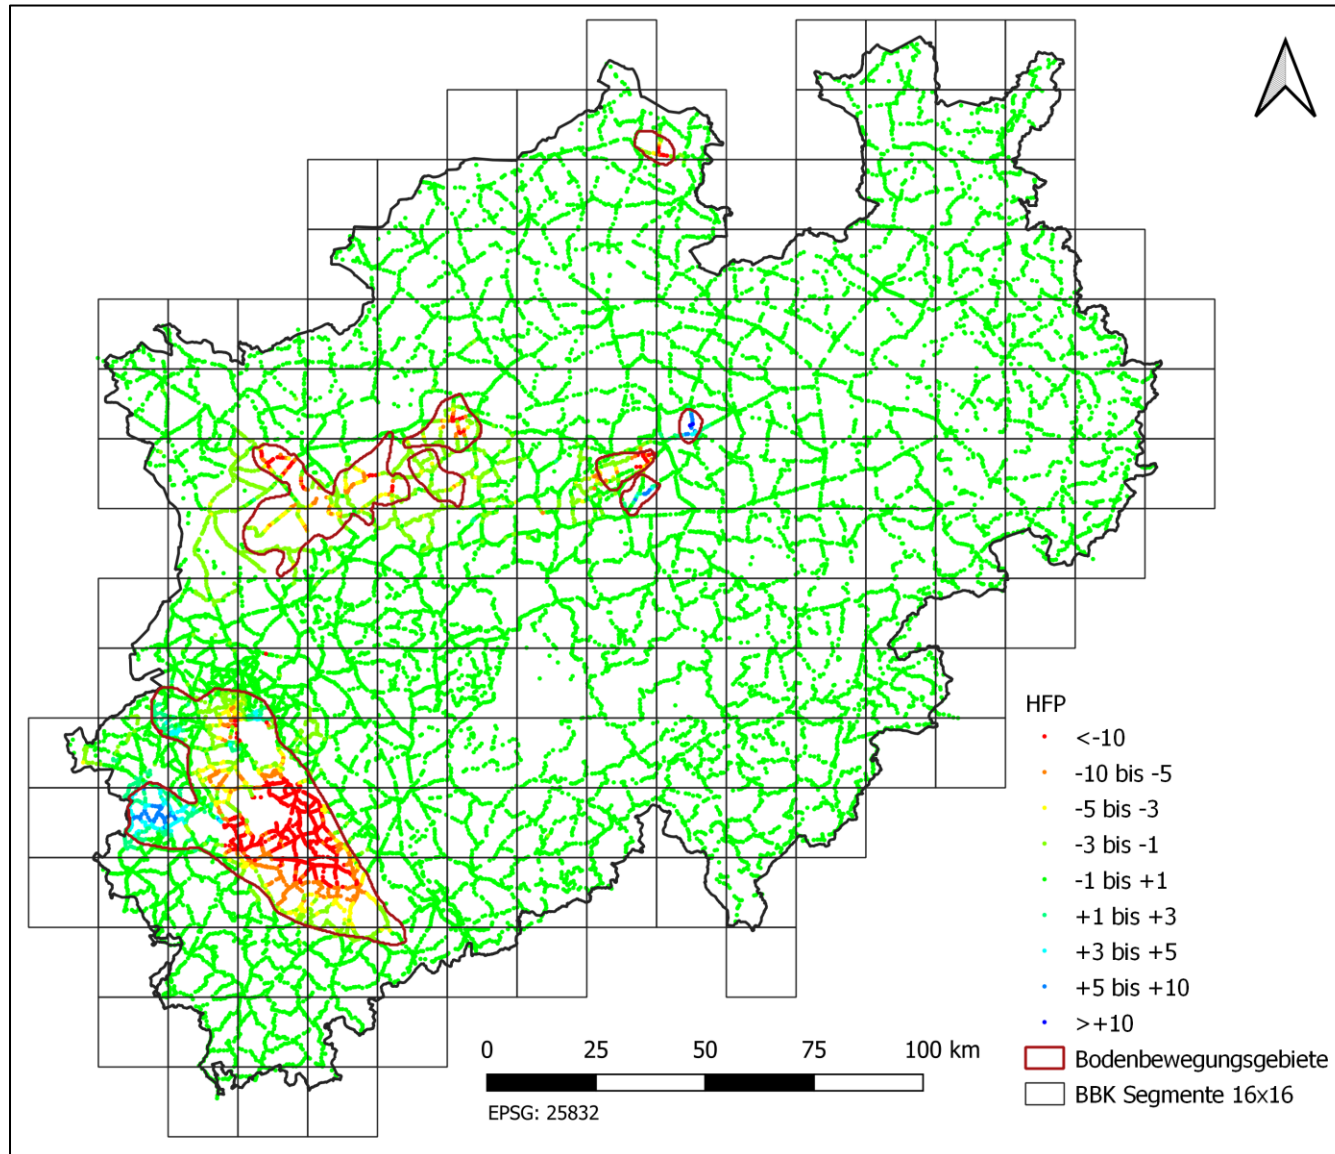 HFP
<-10
-10 bis -5
-5 bis -3
-3 bis -1
-1 bis +1
+1 bis +3
+3 bis +5
+5 bis +10
>+10
Bodenbewegungsgebiete
BBK Segmente 16x16
0 25 50 75 100 km
EPSG: 25832